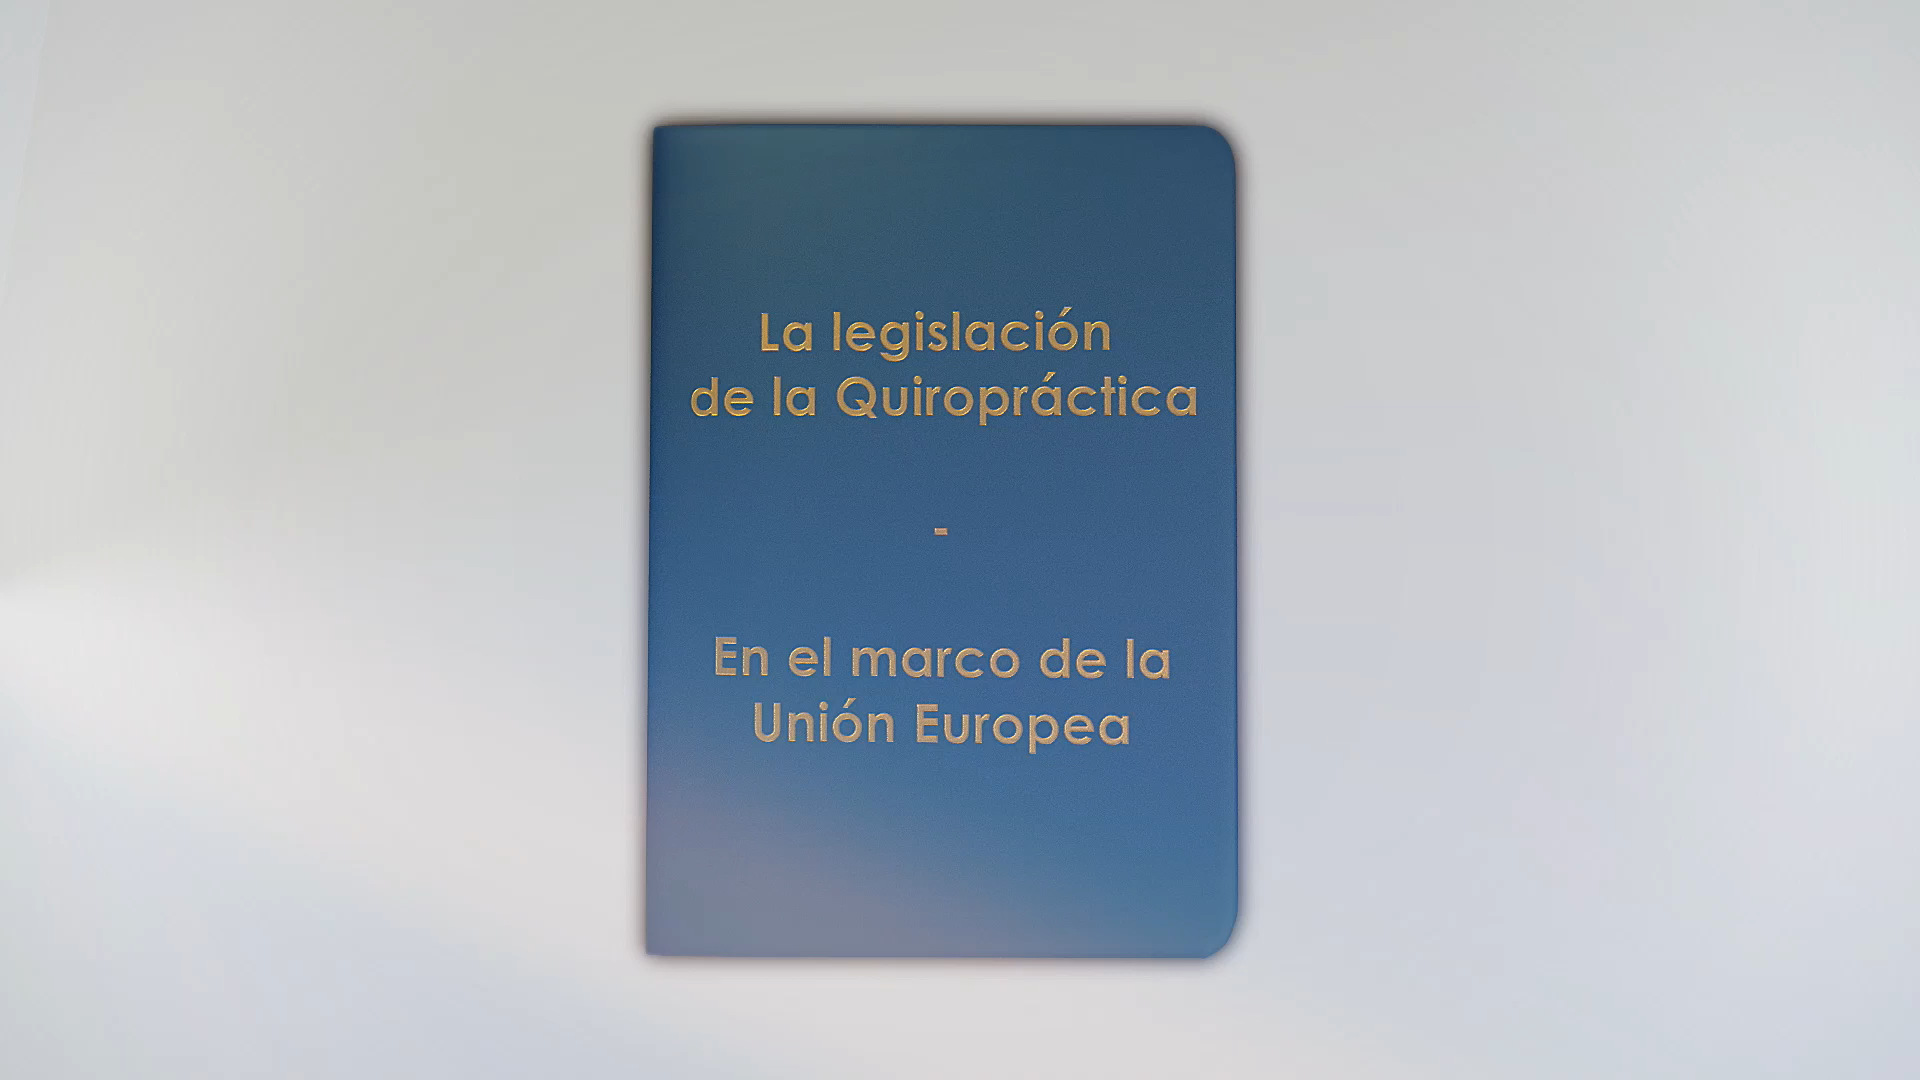 La legislación
de la Quiropráctica
-
En el marco de la
Unión Europea